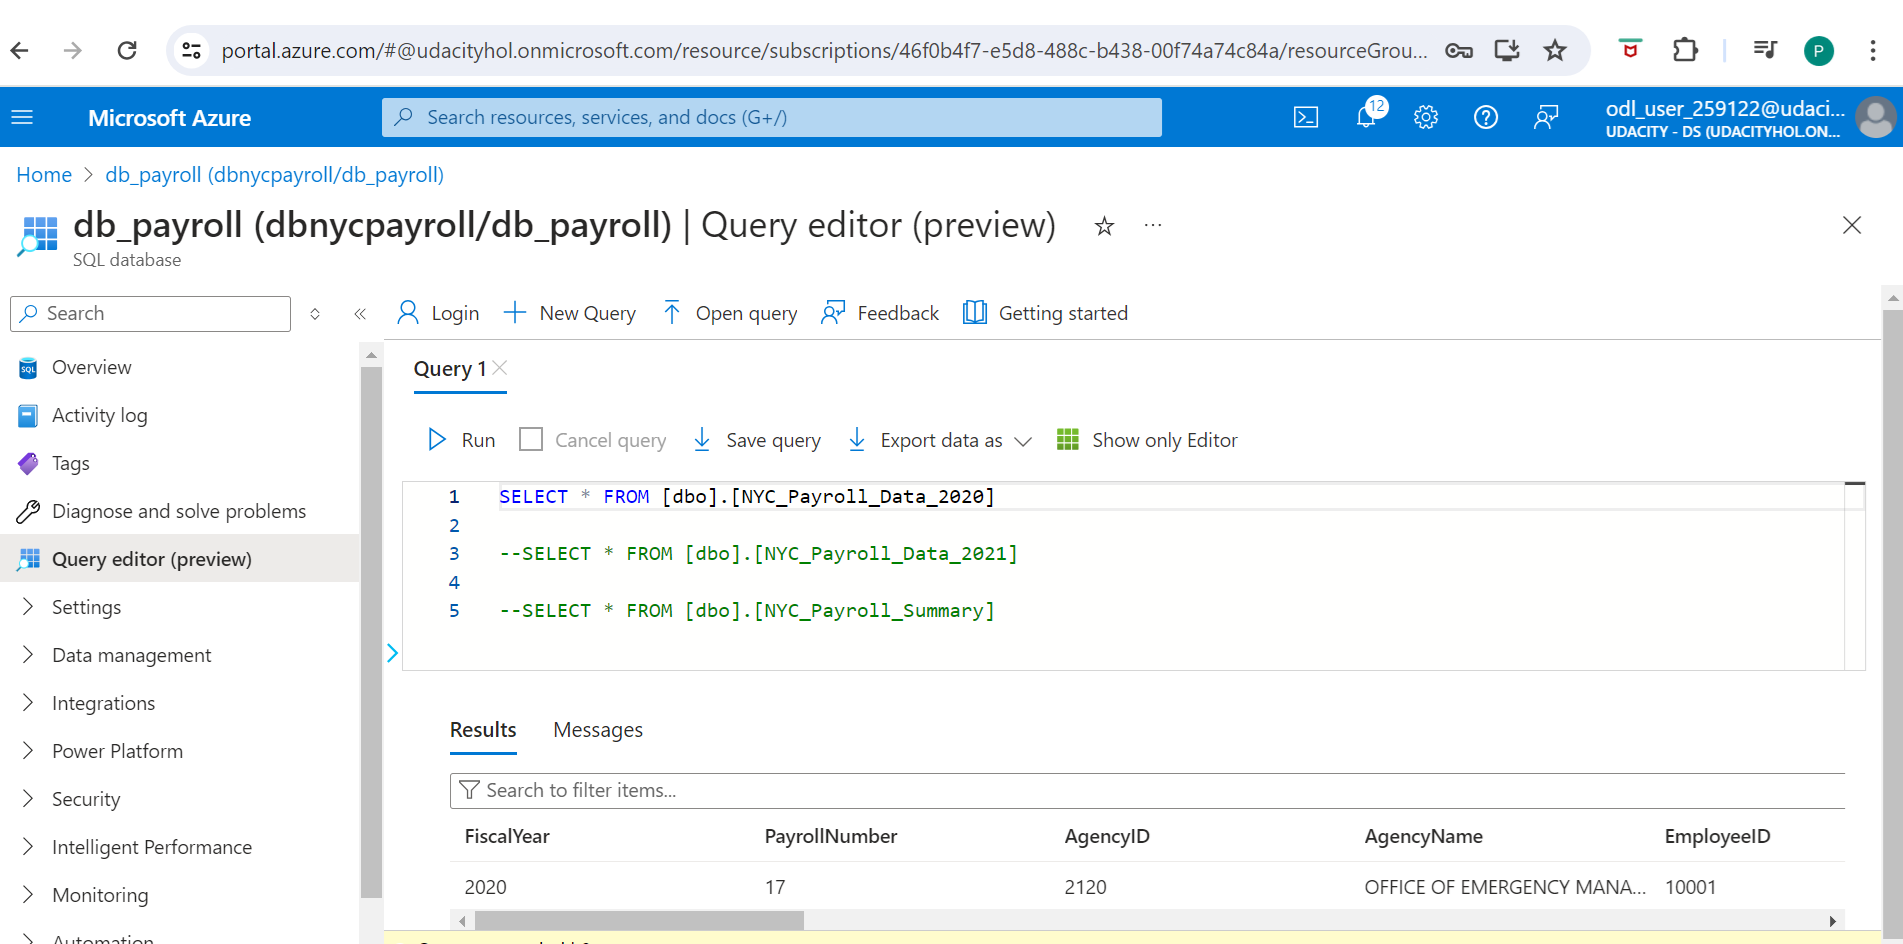 portal.azure.com/#@udacityhol.onmicrosoft.com/resource/subscriptions/46f0b4f7-e5d8-488c-b438-00f74a74c84a/resourceGrou...
P
Microsoft Azure
Search resources, services, and docs (G+/)
12
odl_user_259122@udaci...
UDACITY - DS (UDACITYHOL.ON...
Home > db_payroll (dbnycpayroll/db_payroll)
db_payroll (dbnycpayroll/db_payroll) | Query editor (preview)
SQL database
Search
Login
New Query
Open query
Feedback
Getting started
SQL
Overview
Activity log
Tags
Diagnose and solve problems
Query editor (preview)
Settings
Data management
Integrations
Power Platform
Security
Intelligent Performance
Monitoring
Automation
Query 1
Run
Cancel query
Save query
Export data as
Show only Editor
1 SELECT * FROM [dbo].[NYC_Payroll_Data_2020]
2
3 --SELECT * FROM [dbo].[NYC_Payroll_Data_2021]
4
5 --SELECT * FROM [dbo].[NYC_Payroll_Summary]
Results Messages
Search to filter items...
FiscalYear PayrollNumber AgencyID AgencyName EmployeeID
2020 17 2120 OFFICE OF EMERGENCY MANA... 10001